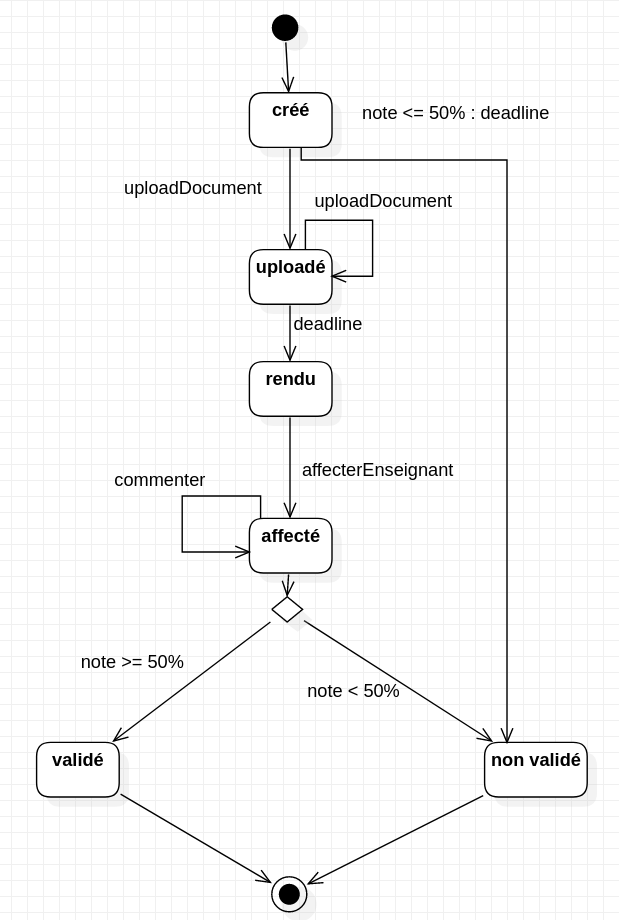 créé
note <= 50% : deadline
uploadDocument
uploadDocument
uploadé
deadline
rendu
affecterEnseignant
commenter
affecté
note >= 50%
note < 50%
validé
non validé